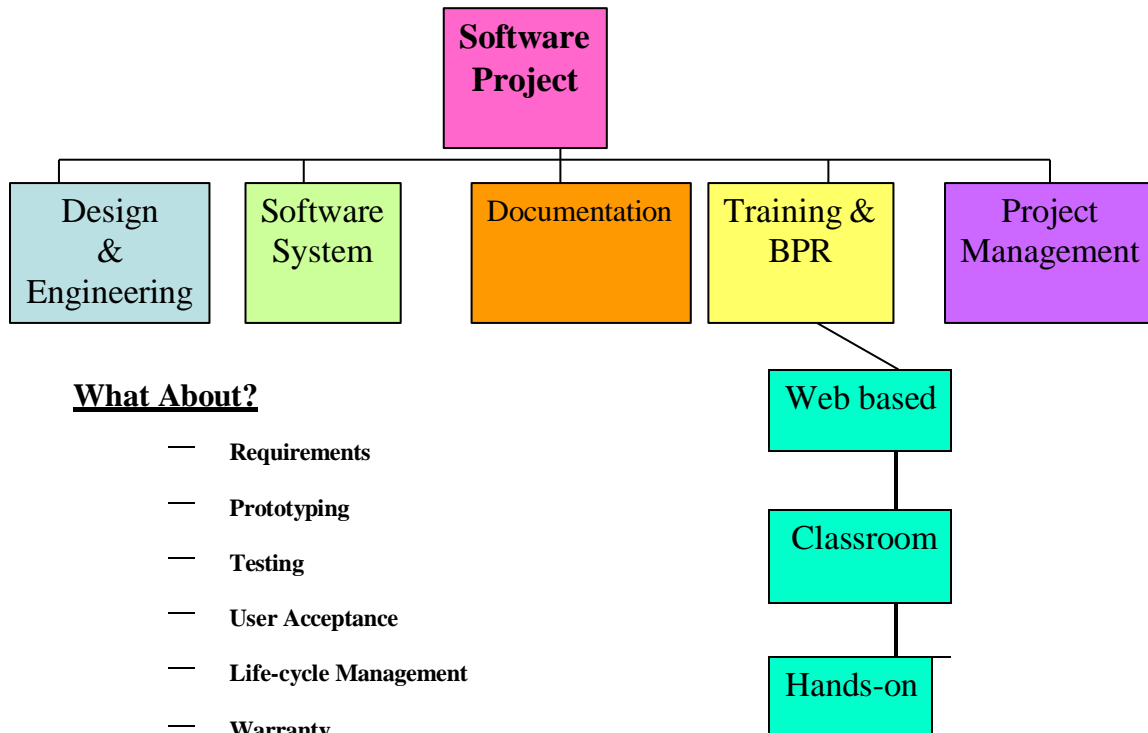 Software
Project
Design
&
Engineering
Software
System
Documentation
Training &
BPR
Project
Management
What About?
— Requirements
— Prototyping
— Testing
— User Acceptance
— Life-cycle Management
— Warranty
Web based
Classroom
Hands-on